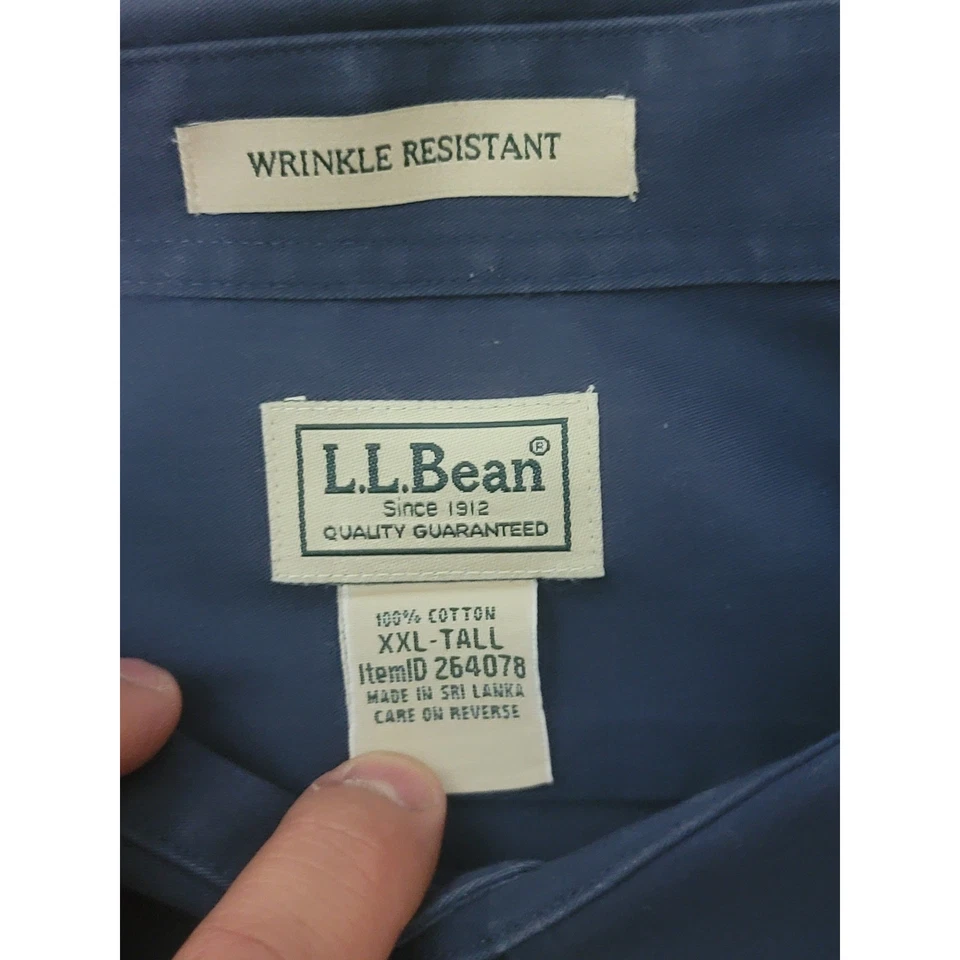 WRINKLE RESISTANT
L.L.Bean®
Since 1912
QUALITY GUARANTEED
100% COTTON
XXL-TALL
ItemID 264078
MADE IN SRI LANKA
CARE ON REVERSE